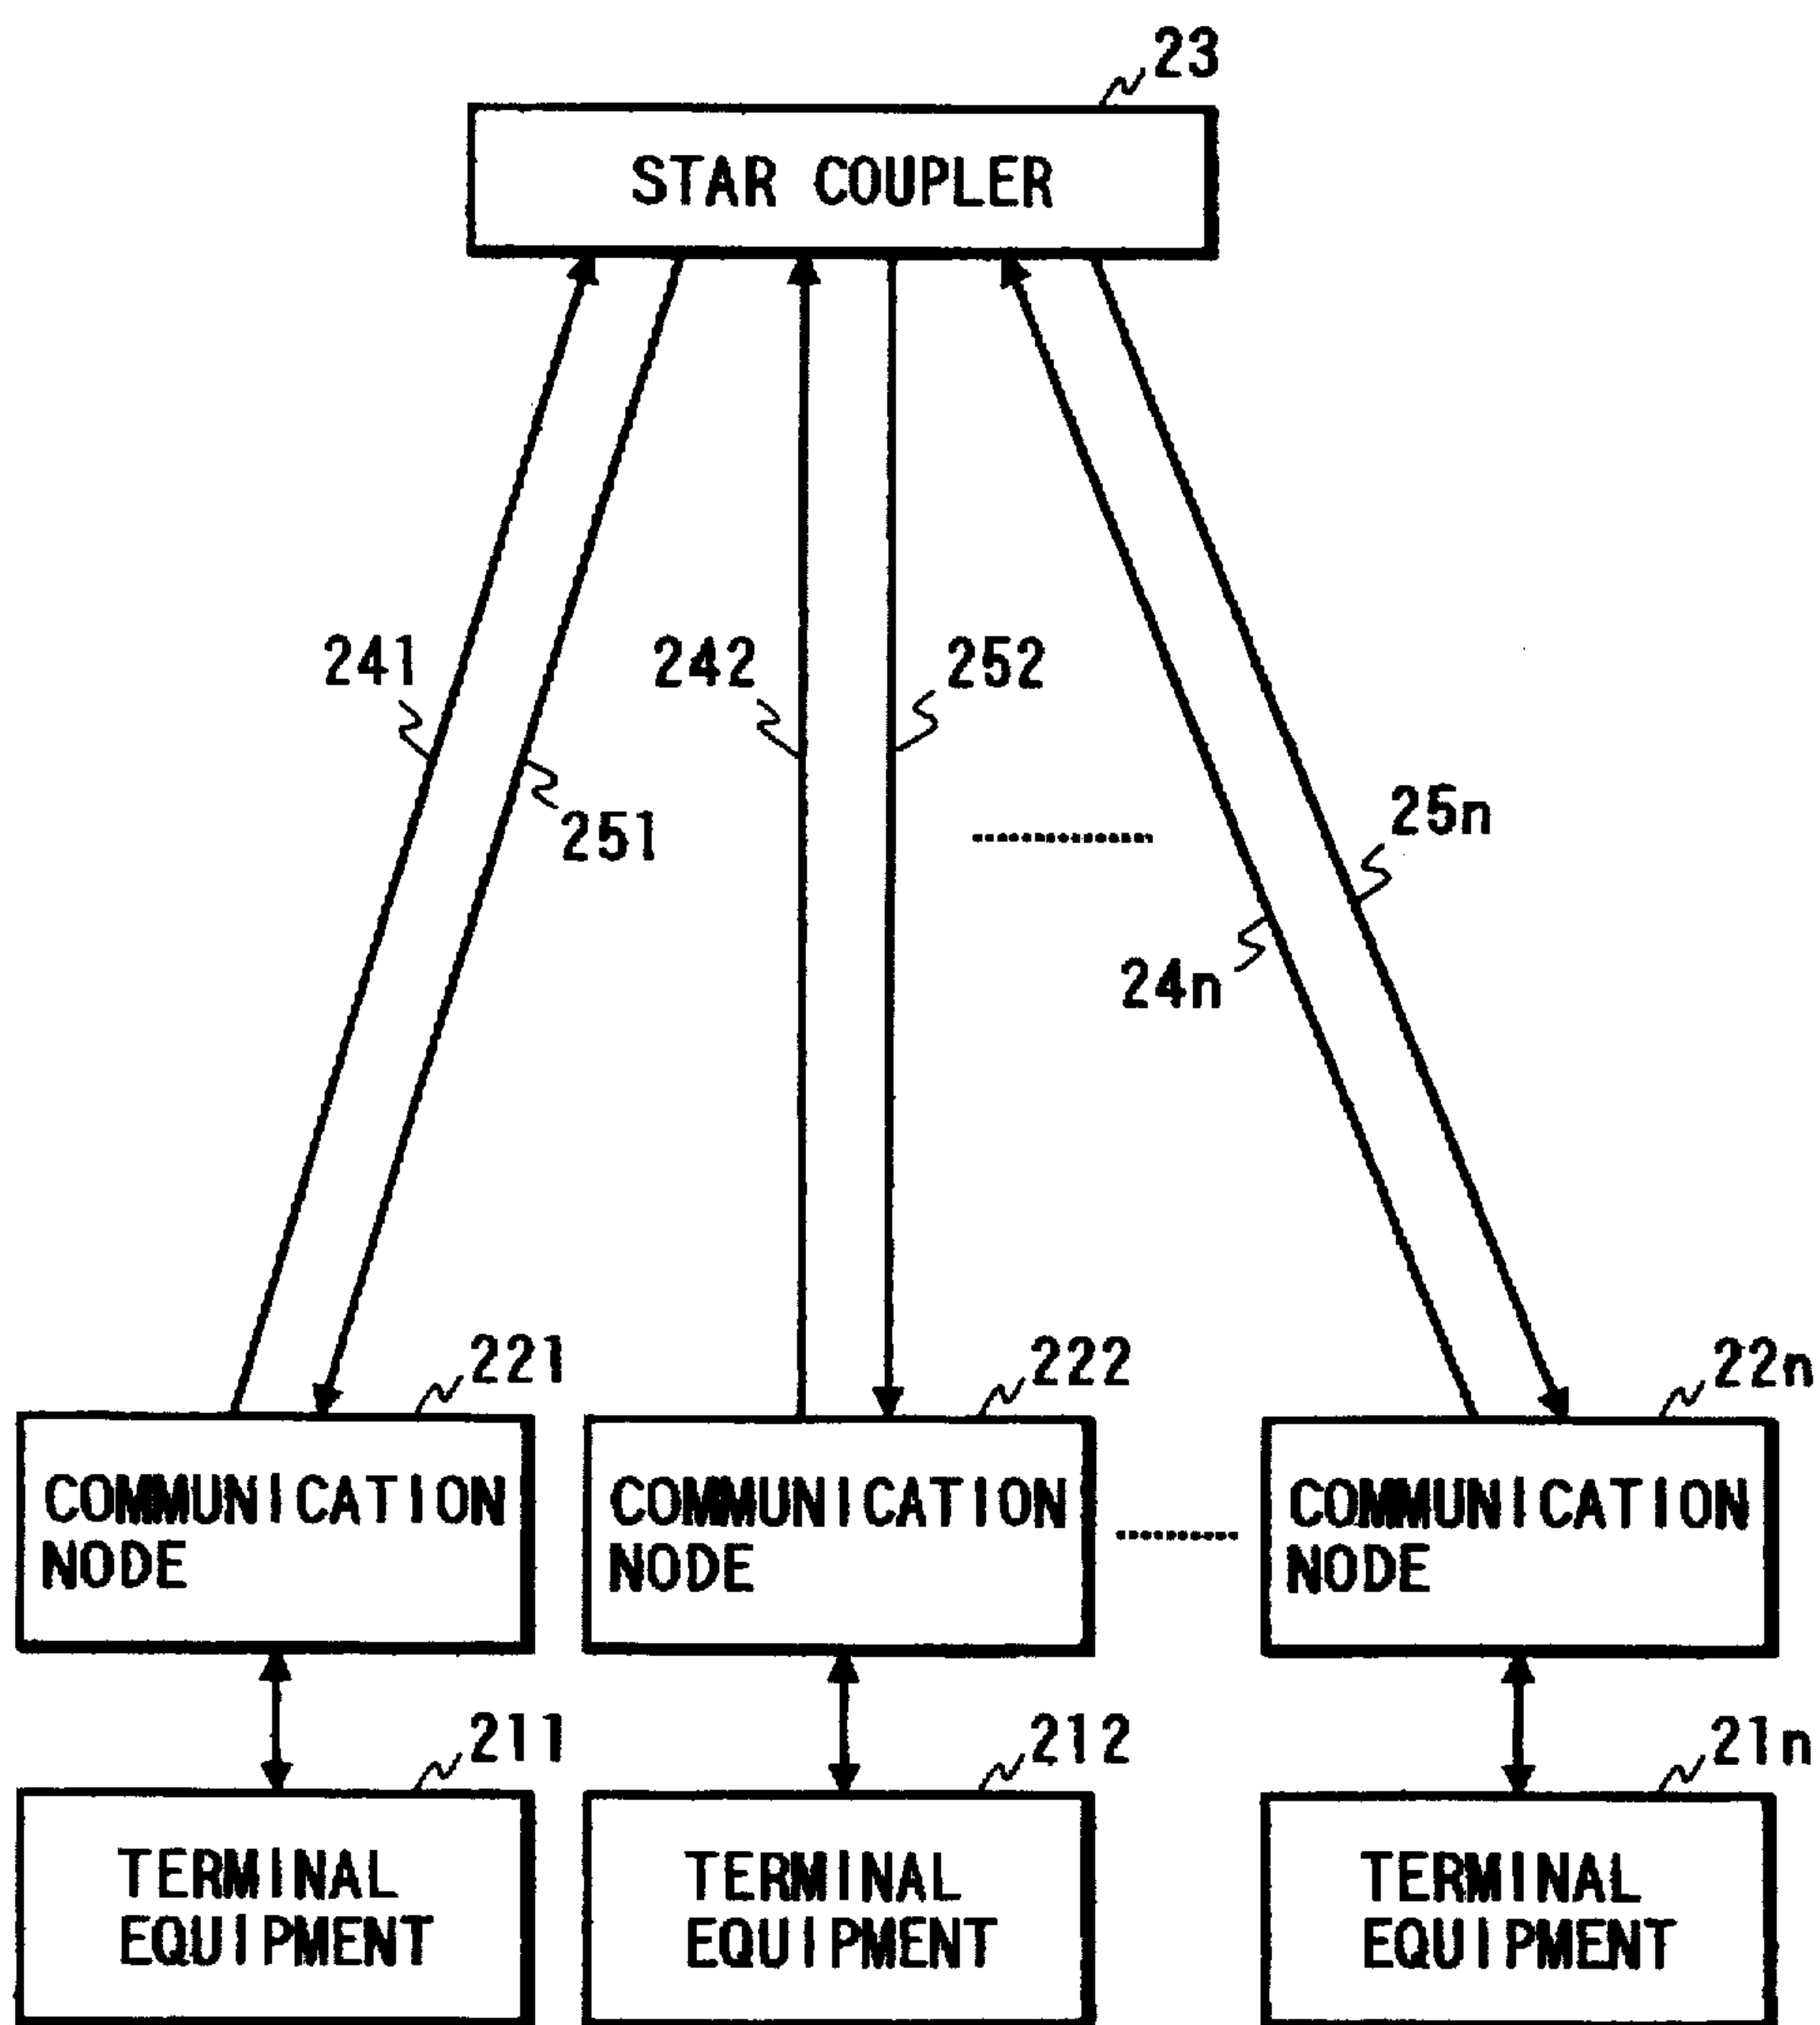 23
STAR COUPLER
241
242
252
251
25n
24n
221
222
22n
COMMUNICATION
NODE
COMMUNICATION
NODE
COMMUNICATION
NODE
211
212
21n
TERMINAL
EQUIPMENT
TERMINAL
EQUIPMENT
TERMINAL
EQUIPMENT